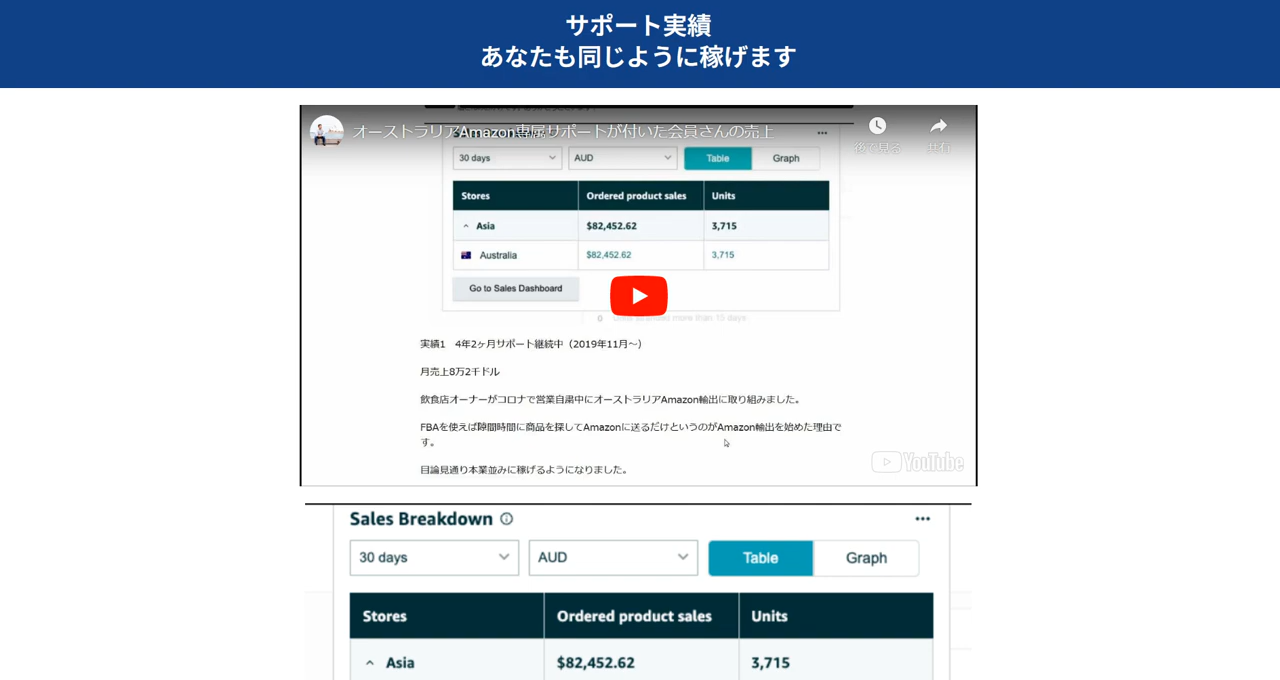 サポート実績
あなたも同じように稼げます
オーストラリアAmazon専属サポートが付いた会員さんの売上
後で見る
共有
30 days
AUD
Table
Graph
Stores
Ordered product sales
Units
Asia
$82,452.62
3,715
Australia
$82,452.62
3,715
Go to Sales Dashboard
実績1　4年2ヶ月サポート継続中（2019年11月～）
月売上8万2千ドル
飲食店オーナーがコロナで営業自粛中にオーストラリアAmazon輸出に取り組みました。
FBAを使えば隙間時間に商品を探してAmazonに送るだけというのがAmazon輸出を始めた理由で
す。
YouTube
目論見通り本業並みに稼げるようになりました。
Sales Breakdown
30 days
AUD
Table
Graph
Stores
Ordered product sales
Units
Asia
$82,452.62
3,715